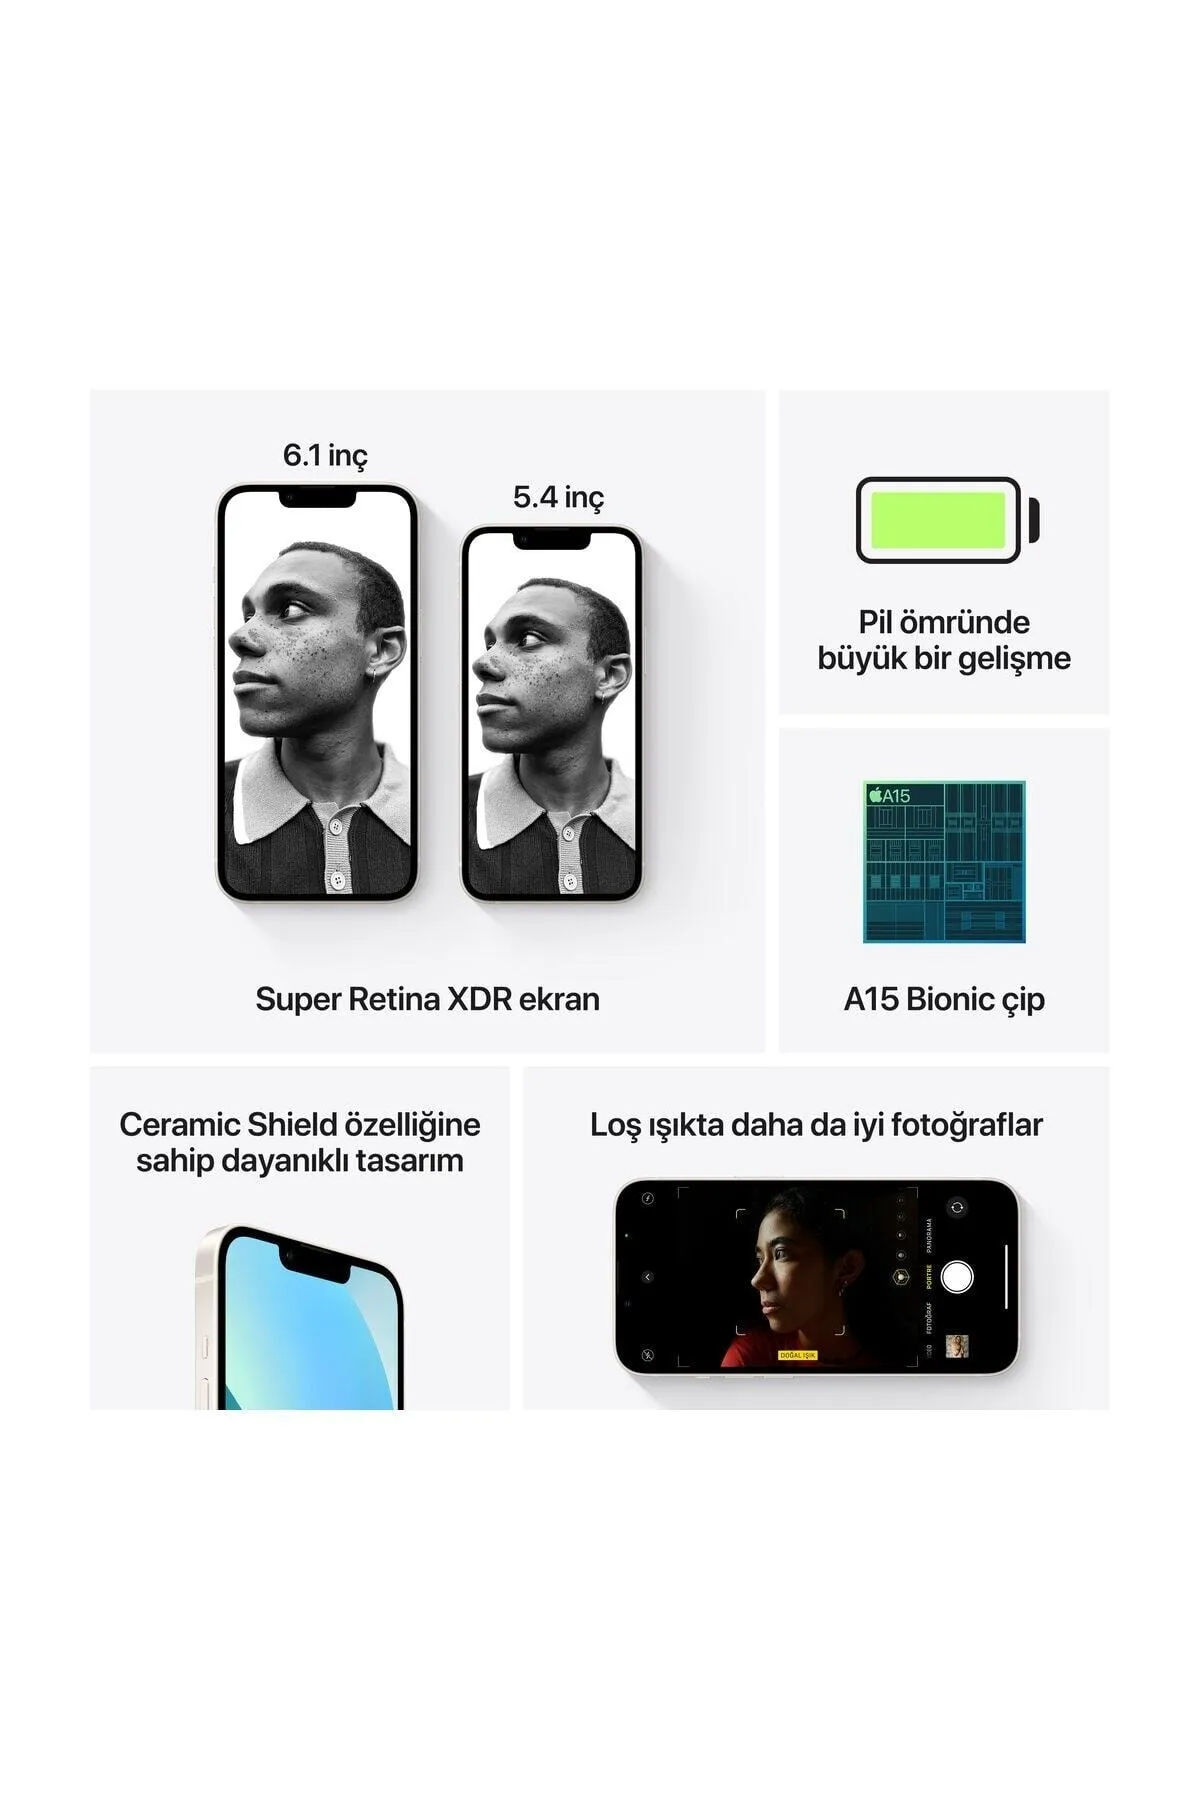 6.1 inç
5.4 inç
Super Retina XDR ekran
Pil ömründe
büyük bir gelişme
A15
A15 Bionic çip
Ceramic Shield özelliğine
sahip dayanıklı tasarım
Loş ışıkta daha da iyi fotoğraflar
PANORAMA
PORTRE
FOTOĞRAF
DOĞAL IŞIK